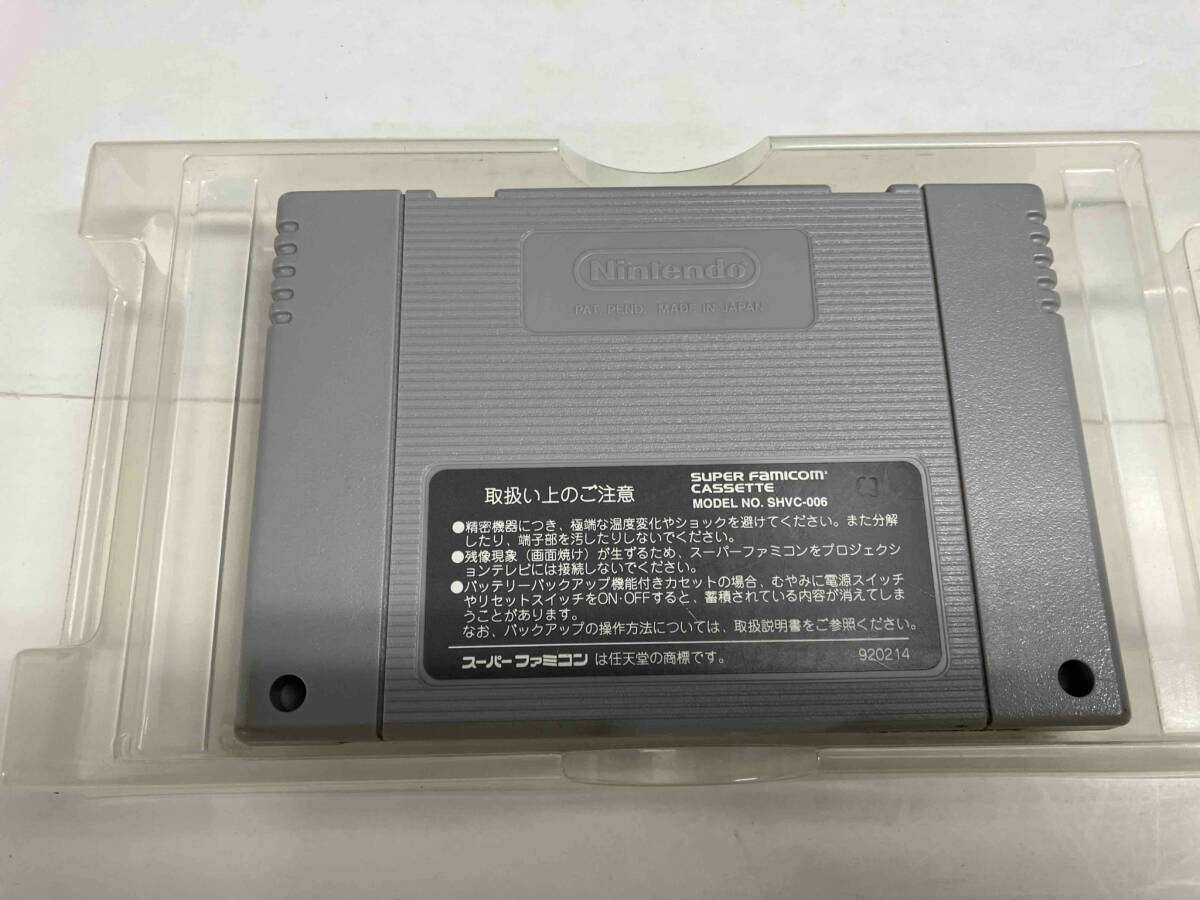 Nintendo
PAT. PEND. MADE IN JAPAN
取扱い上のご注意
SUPER FAMICOM
CASSETTE
MODEL NO. SHVC-006
●精密機器につき、極端な温度変化やショックを避けてください。また分解
したり、端子部を汚したりしないでください。
●残像現象（画面焼け）が生ずるため、スーパーファミコンをプロジェクシ
ョンテレビには接続しないでください。
●バッテリーバックアップ機能付きカセットの場合、むやみに電源スイッチ
やリセットスイッチをON·OFFすると、蓄積されている内容が消えてしま
うことがあります。
なお、バックアップの操作方法については、取扱説明書をご参照ください。
スーパーファミコン は任天堂の商標です。
920214